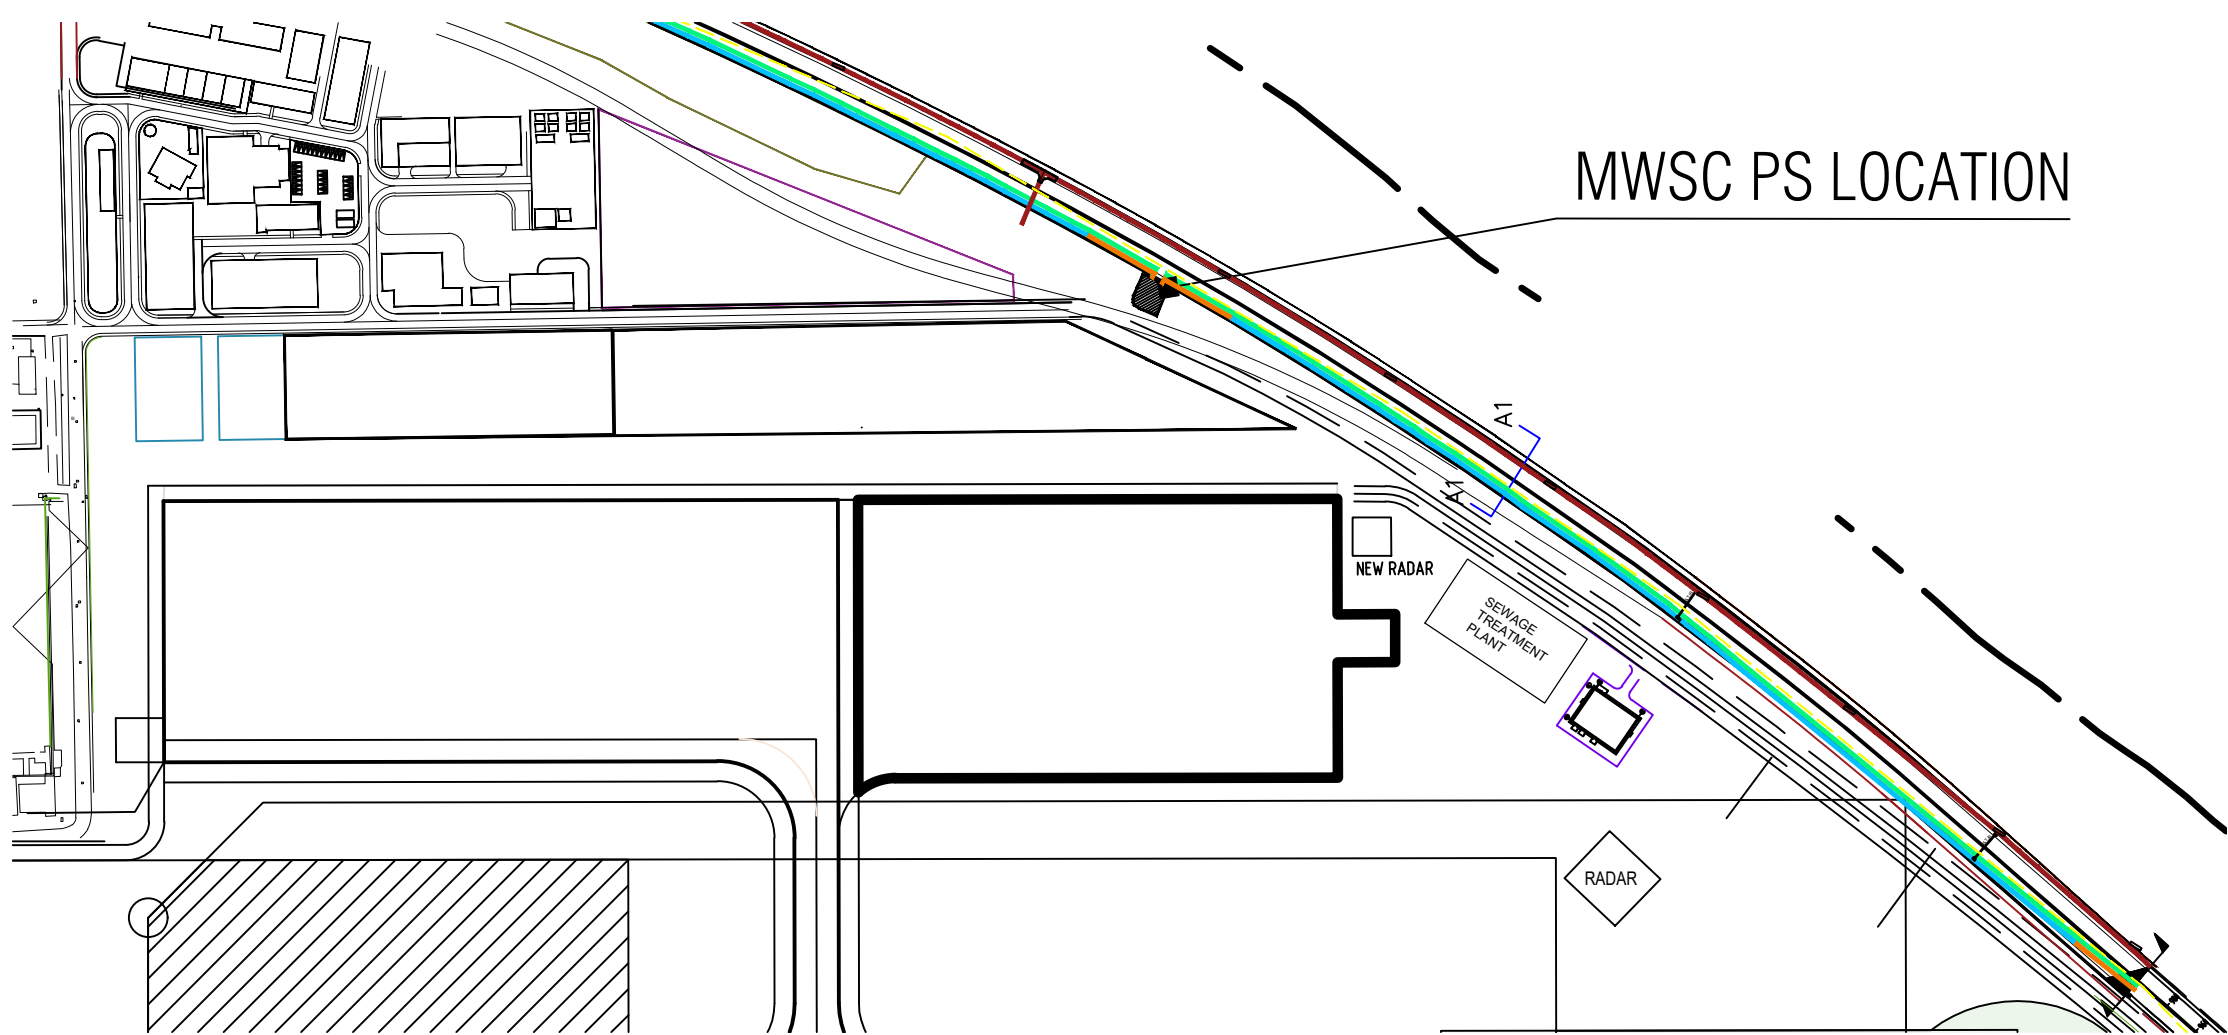 MWSC PS LOCATION
A1
A1
NEW RADAR
SEWAGE
TREATMENT
PLANT
RADAR